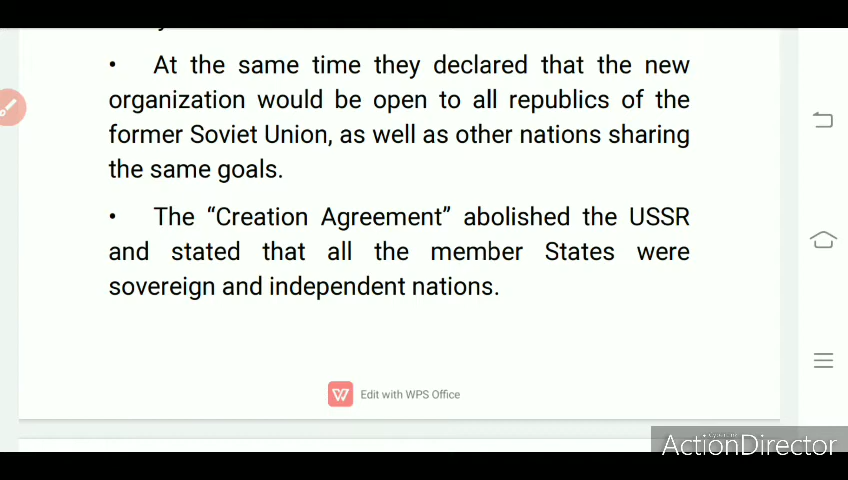 • At the same time they declared that the new
organization would be open to all republics of the
former Soviet Union, as well as other nations sharing
the same goals.
• The “Creation Agreement” abolished the USSR
and stated that all the member States were
sovereign and independent nations.
Edit with WPS Office
ActionDirector